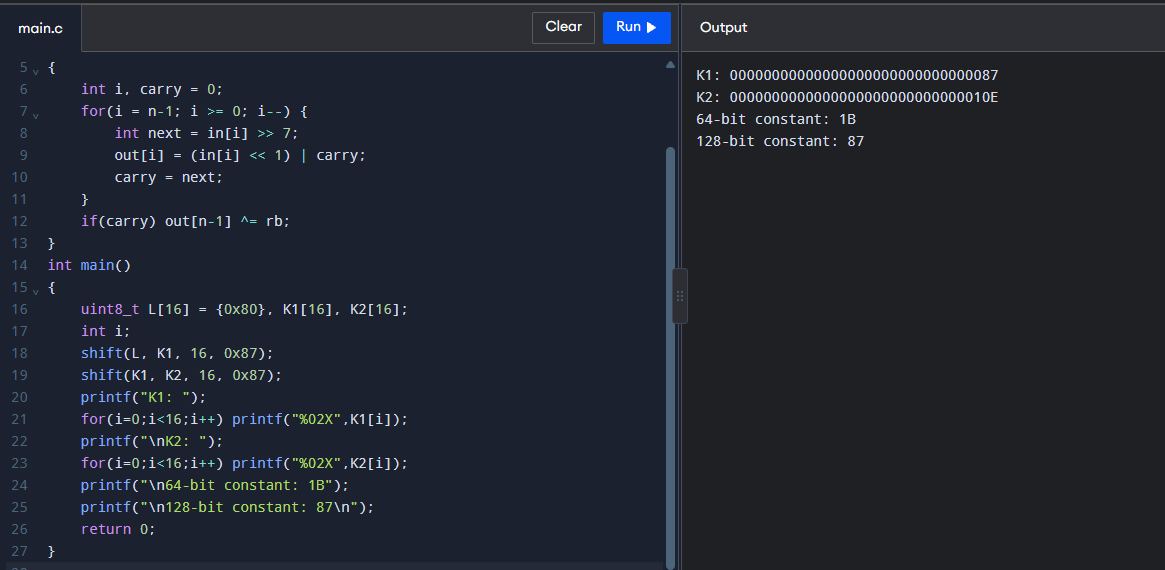 main.c
Clear
Run
Output
5 {
6     int i, carry = 0;
7     for(i = n-1; i >= 0; i--) {
8         int next = in[i] >> 7;
9         out[i] = (in[i] << 1) | carry;
10         carry = next;
11     }
12     if(carry) out[n-1] ^= rb;
13 }
14 int main()
15 {
16     uint8_t L[16] = {0x80}, K1[16], K2[16];
17     int i;
18     shift(L, K1, 16, 0x87);
19     shift(K1, K2, 16, 0x87);
20     printf("K1: ");
21     for(i=0;i<16;i++) printf("%02X",K1[i]);
22     printf("\nK2: ");
23     for(i=0;i<16;i++) printf("%02X",K2[i]);
24     printf("\n64-bit constant: 1B");
25     printf("\n128-bit constant: 87\n");
26     return 0;
27 }
K1: 00000000000000000000000000000087
K2: 0000000000000000000000000000010E
64-bit constant: 1B
128-bit constant: 87